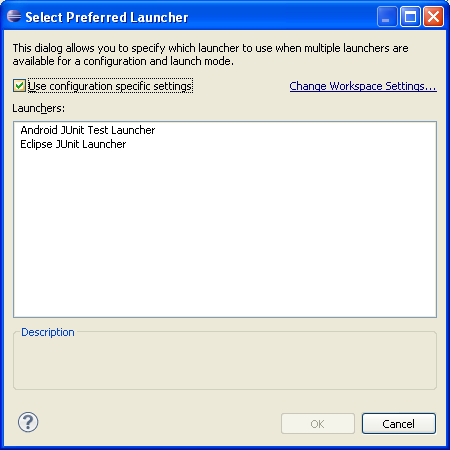 Select Preferred Launcher
This dialog allows you to specify which launcher to use when multiple launchers are
available for a configuration and launch mode.
Use configuration specific settings
Change Workspace Settings...
Launchers:
Android JUnit Test Launcher
Eclipse JUnit Launcher
Description
?
OK
Cancel